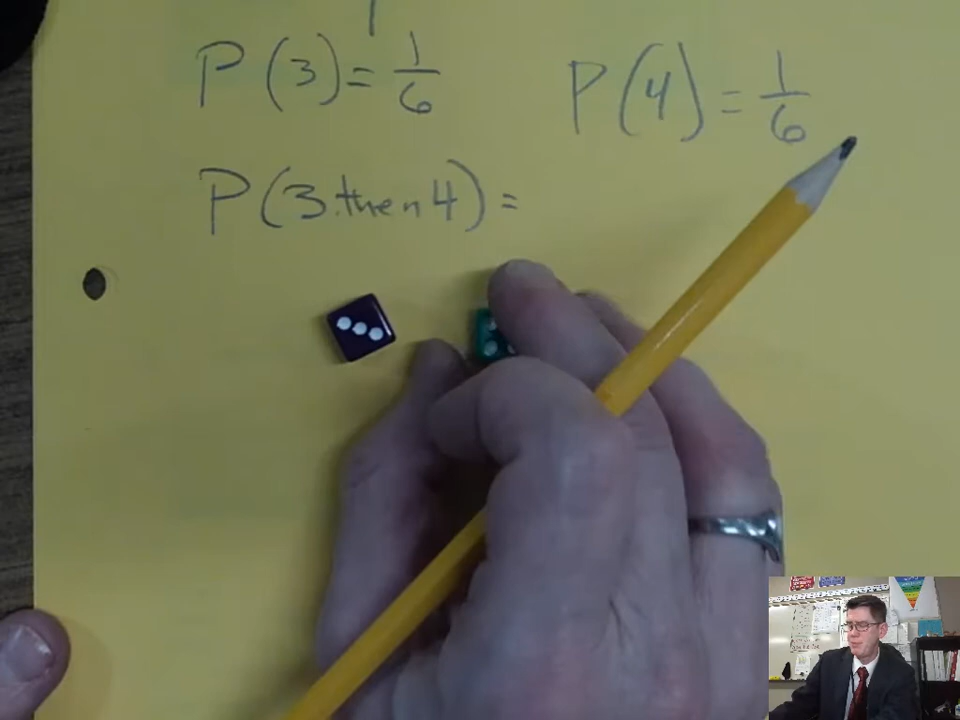 P(3) = 1/6 P(4) = 1/6
P(3 then 4) =